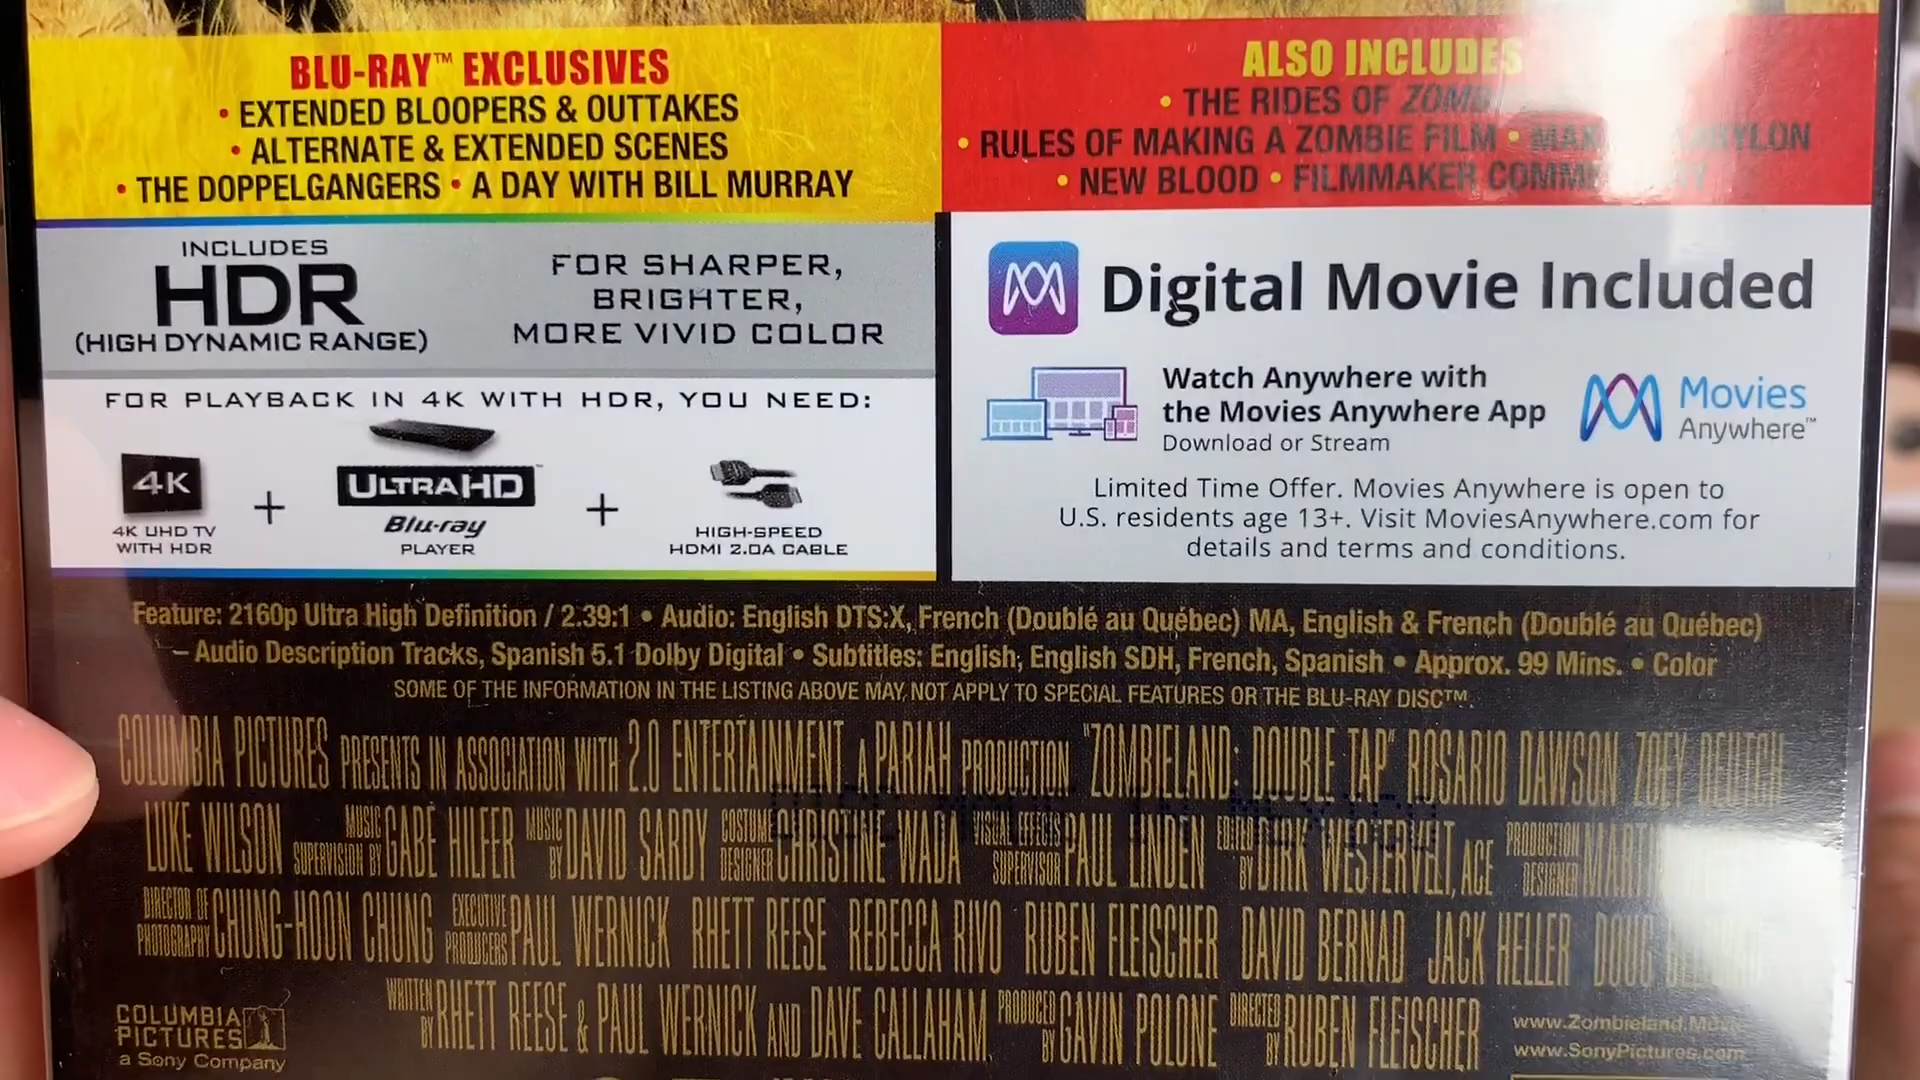 BLU-RAY™ EXCLUSIVES
• EXTENDED BLOOPERS & OUTTAKES
• ALTERNATE & EXTENDED SCENES
• THE DOPPELGANGERS • A DAY WITH BILL MURRAY
ALSO INCLUDES
• THE RIDES OF
• RULES OF MAKING A ZOMBIE FILM •
• NEW BLOOD • FILMMAKER
INCLUDES
HDR
(HIGH DYNAMIC RANGE)
FOR SHARPER,
BRIGHTER,
MORE VIVID COLOR
FOR PLAYBACK IN 4K WITH HDR, YOU NEED:
4K
4K UHD TV
WITH HDR
+
ULTRA HD™
Blu-ray
PLAYER
+
HIGH-SPEED
HDMI 2.0A CABLE
Digital Movie Included
Watch Anywhere with
the Movies Anywhere App
Download or Stream
Movies
Anywhere™
Limited Time Offer. Movies Anywhere is open to
U.S. residents age 13+. Visit MoviesAnywhere.com for
details and terms and conditions.
Feature: 2160p Ultra High Definition / 2.39:1 • Audio: English DTS:X, French (Doublé au Québec) MA, English & French (Doublé au Québec)
– Audio Description Tracks, Spanish 5.1 Dolby Digital • Subtitles: English, English SDH, French, Spanish • Approx. 99 Mins. • Color
SOME OF THE INFORMATION IN THE LISTING ABOVE MAY NOT APPLY TO SPECIAL FEATURES OR THE BLU-RAY DISC™.
COLUMBIA PICTURES PRESENTS IN ASSOCIATION WITH 2.0 ENTERTAINMENT A PARIAH PRODUCTION "ZOMBIELAND: DOUBLE TAP" ROSARIO DAWSON ZOEY DEUTCH
LUKE WILSON MUSIC SUPERVISION BY GABE HILFER MUSIC BY DAVID SARDY COSTUME DESIGNER CHRISTINE WADA VISUAL EFFECTS SUPERVISOR PAUL LINDEN EDITED BY DIRK WESTERVELT, ACE PRODUCTION DESIGNER
DIRECTOR OF PHOTOGRAPHY CHUNG-HOON CHUNG EXECUTIVE PRODUCERS PAUL WERNICK RHETT REESE REBECCA RIVO RUBEN FLEISCHER DAVID BERNAD JACK HELLER DOUG
WRITTEN BY RHETT REESE & PAUL WERNICK AND DAVE CALLAHAM PRODUCED BY GAVIN POLONE DIRECTED BY RUBEN FLEISCHER
COLUMBIA
PICTURES
a Sony Company
www.Zombieland.Movie
www.SonyPictures.com